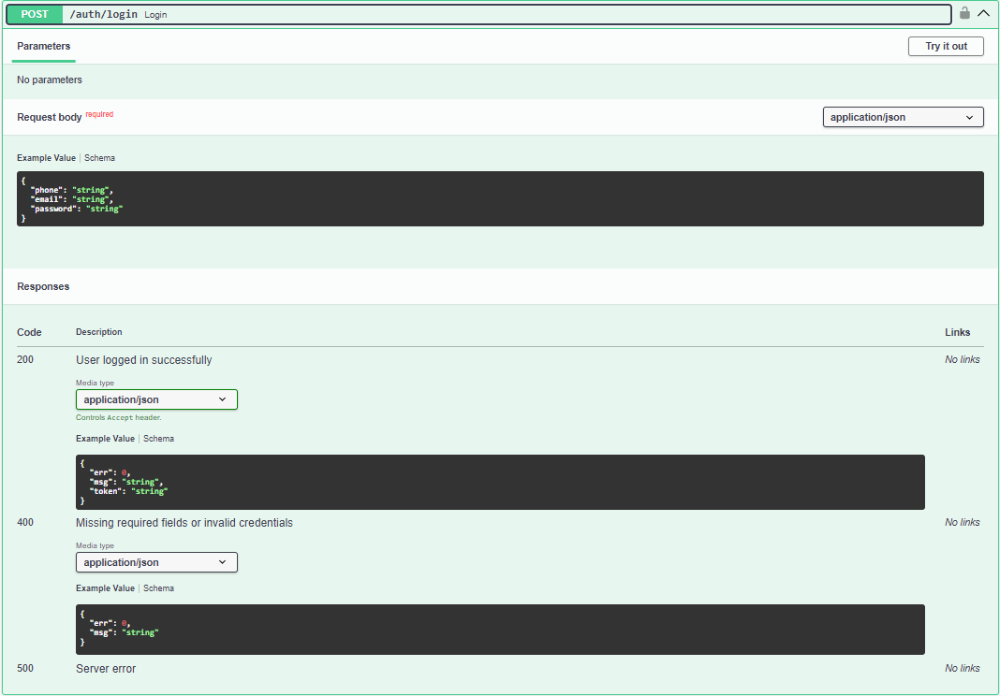 POST /auth/login Login
Parameters
Try it out
No parameters
Request body required
application/json
Example Value | Schema
{
  "phone": "string",
  "email": "string",
  "password": "string"
}
Responses
Code Description Links
200 User logged in successfully No links
Media type
application/json
Controls Accept header.
Example Value | Schema
{
  "err": 0,
  "msg": "string",
  "token": "string"
}
400 Missing required fields or invalid credentials No links
Media type
application/json
Example Value | Schema
{
  "err": 0,
  "msg": "string"
}
500 Server error No links